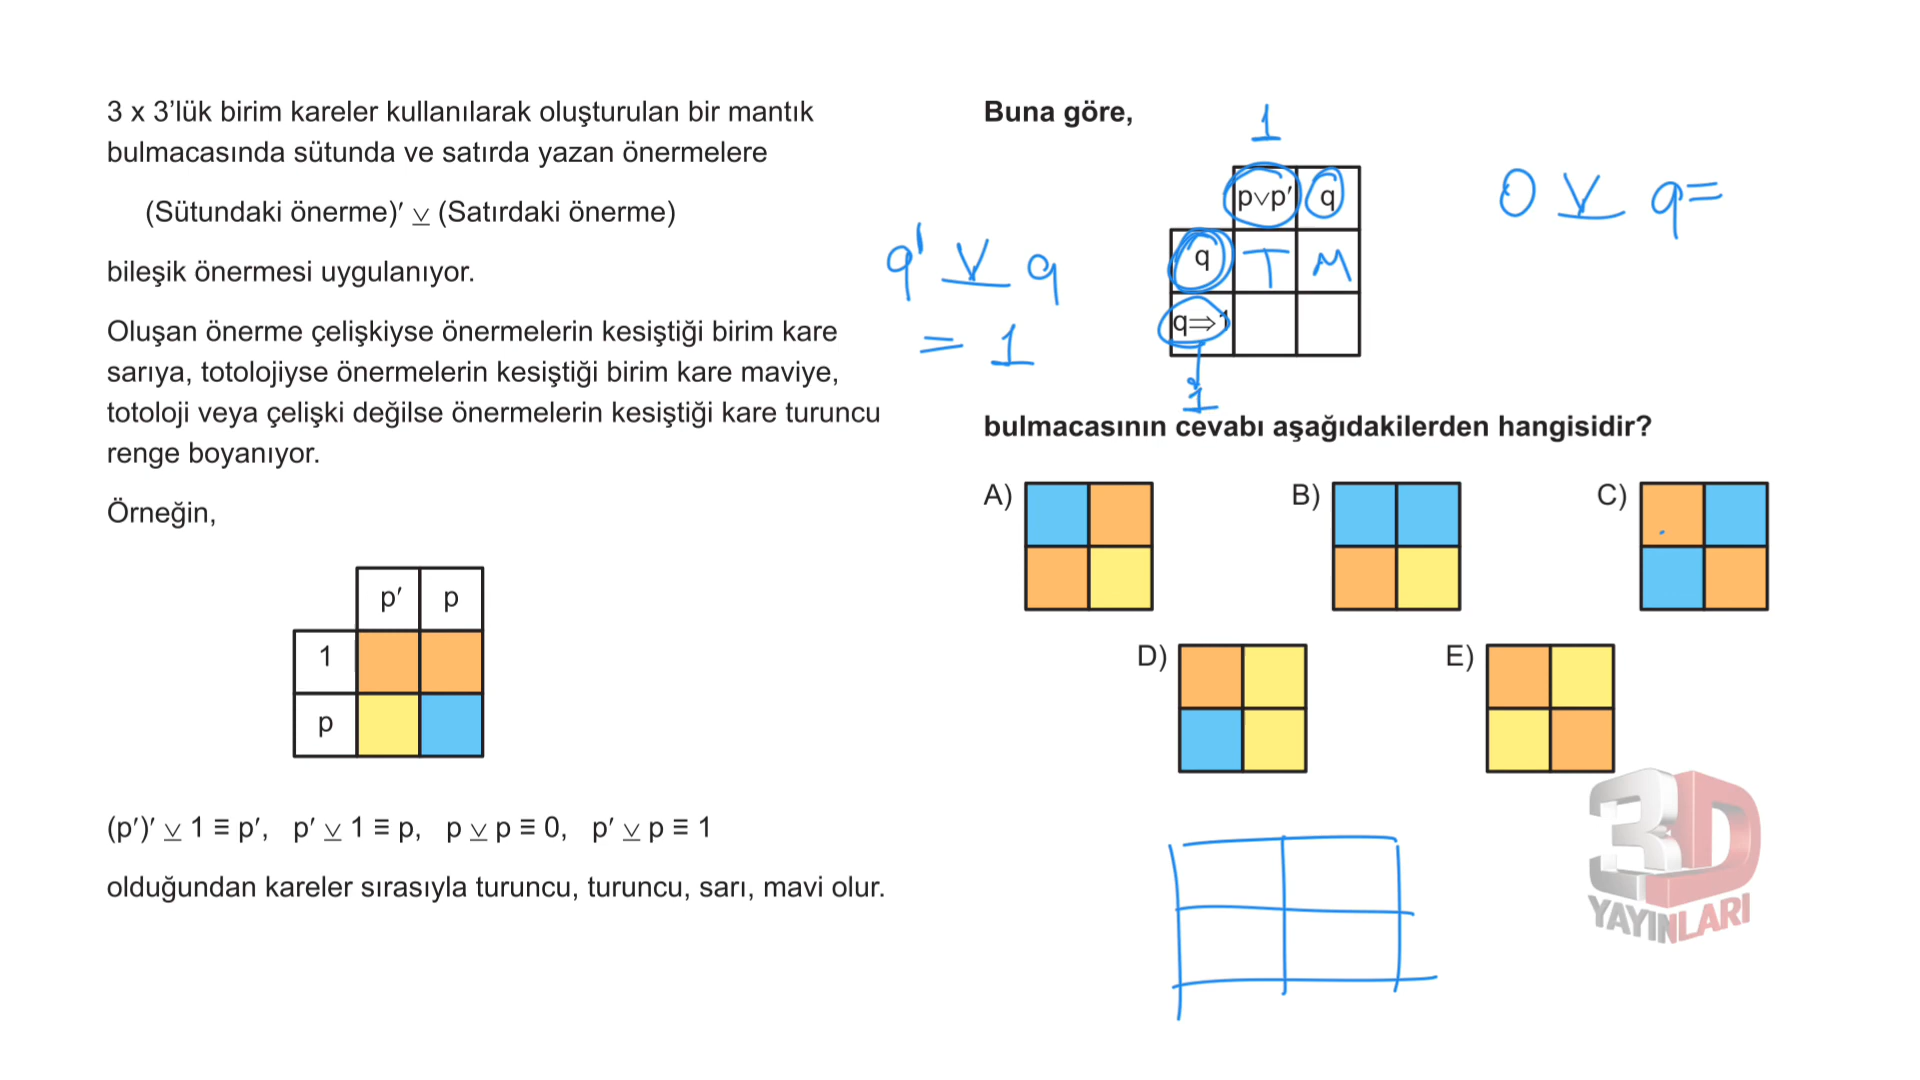 3 x 3'lük birim kareler kullanılarak oluşturulan bir mantık
bulmacasında sütunda ve satırda yazan önermelere
(Sütundaki önerme)′ ⊻ (Satırdaki önerme)
bileşik önermesi uygulanıyor.
Oluşan önerme çelişkiyse önermelerin kesiştiği birim kare
sarıya, totolojiyse önermelerin kesiştiği birim kare maviye,
totoloji veya çelişki değilse önermelerin kesiştiği kare turuncu
renge boyanıyor.
Örneğin,
p′ p
1
p
(p′)′ ⊻ 1 ≡ p′, p′ ⊻ 1 ≡ p, p ⊻ p ≡ 0, p′ ⊻ p ≡ 1
olduğundan kareler sırasıyla turuncu, turuncu, sarı, mavi olur.
Buna göre,
1
p∨p′ q
q T M
q⇒1
1
q′ ⊻ q
= 1
0 ⊻ q =
bulmacasının cevabı aşağıdakilerden hangisidir?
A) B) C)
D) E)
3D
YAYINLARI